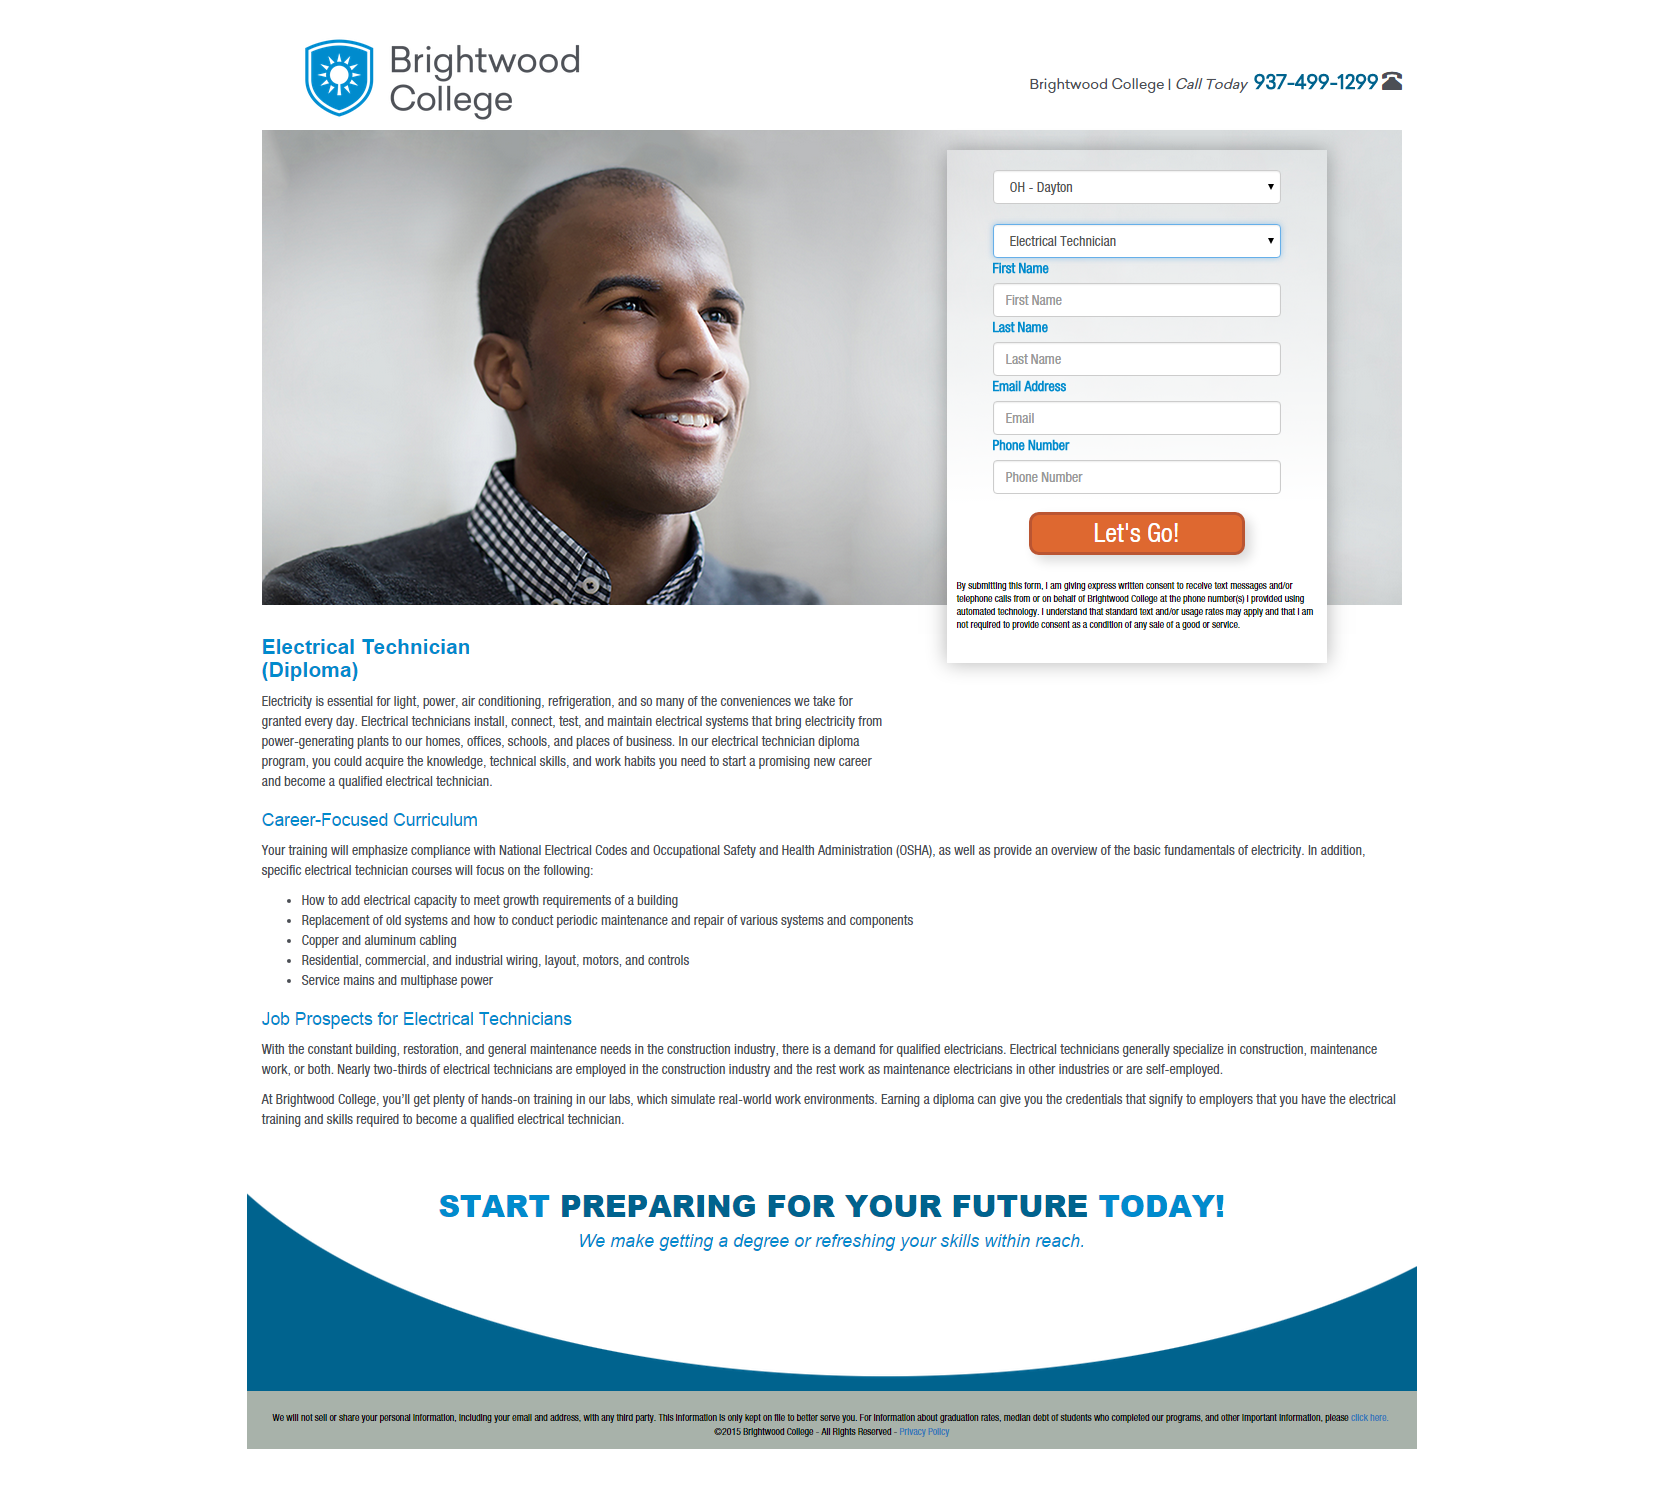 Brightwood
College
Brightwood College | Call Today 937-499-1299
OH - Dayton
Electrical Technician
First Name
First Name
Last Name
Last Name
Email Address
Email
Phone Number
Phone Number
Let's Go!
By submitting this form, I am giving express written consent to receive text messages and/or
telephone calls from or on behalf of Brightwood College at the phone number(s) I provided using
automated technology. I understand that standard text and/or usage rates may apply and that I am
not required to provide consent as a condition of any sale of a good or service.
Electrical Technician
(Diploma)
Electricity is essential for light, power, air conditioning, refrigeration, and so many of the conveniences we take for
granted every day. Electrical technicians install, connect, test, and maintain electrical systems that bring electricity from
power-generating plants to our homes, offices, schools, and places of business. In our electrical technician diploma
program, you could acquire the knowledge, technical skills, and work habits you need to start a promising new career
and become a qualified electrical technician.
Career-Focused Curriculum
Your training will emphasize compliance with National Electrical Codes and Occupational Safety and Health Administration (OSHA), as well as provide an overview of the basic fundamentals of electricity. In addition,
specific electrical technician courses will focus on the following:
• How to add electrical capacity to meet growth requirements of a building
• Replacement of old systems and how to conduct periodic maintenance and repair of various systems and components
• Copper and aluminum cabling
• Residential, commercial, and industrial wiring, layout, motors, and controls
• Service mains and multiphase power
Job Prospects for Electrical Technicians
With the constant building, restoration, and general maintenance needs in the construction industry, there is a demand for qualified electricians. Electrical technicians generally specialize in construction, maintenance
work, or both. Nearly two-thirds of electrical technicians are employed in the construction industry and the rest work as maintenance electricians in other industries or are self-employed.
At Brightwood College, you’ll get plenty of hands-on training in our labs, which simulate real-world work environments. Earning a diploma can give you the credentials that signify to employers that you have the electrical
training and skills required to become a qualified electrical technician.
START PREPARING FOR YOUR FUTURE TODAY!
We make getting a degree or refreshing your skills within reach.
We will not sell or share your personal information, including your email and address, with any third party. This information is only kept on file to better serve you. For information about graduation rates, median debt of students who completed our programs, and other important information, please click here.
©2015 Brightwood College - All Rights Reserved - Privacy Policy